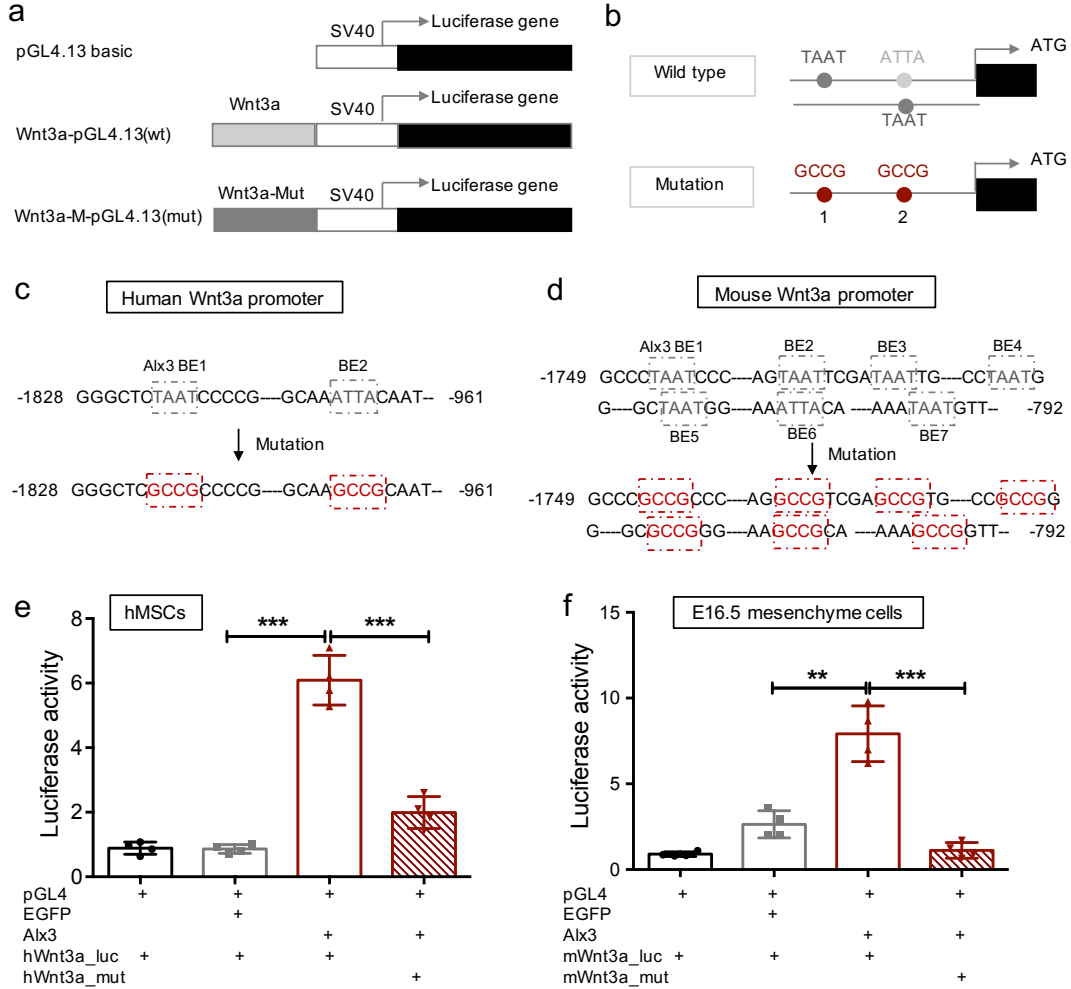 a
SV40
Luciferase gene
pGL4.13 basic
Wnt3a
SV40
Luciferase gene
Wnt3a-pGL4.13(wt)
Wnt3a-Mut
SV40
Luciferase gene
Wnt3a-M-pGL4.13(mut)
b
Wild type
TAAT
ATTA
ATG
TAAT
Mutation
GCCG
GCCG
ATG
1
2
c
Human Wnt3a promoter
Alx3 BE1
BE2
-1828 GGGCTCTAATCCCCG----GCAAATTACAAT-- -961
Mutation
-1828 GGGCTCGCCGCCCCG----GCAAGCCGCAAT-- -961
d
Mouse Wnt3a promoter
Alx3 BE1
BE2
BE3
BE4
-1749 GCCCTAATCCC----AGTAATTCGATAATTG----CCTAATG
G----GCTAATGG----AAATTACA ----AAATAATGTT-- -792
BE5
BE6
BE7
Mutation
-1749 GCCCGCCGCCC----AGGCCGTCGAGCCGTG----CCGCCGG
G----GCGCCGGG----AAGCCGCA ----AAAGCCGGTT-- -792
e
hMSCs
Luciferase activity
8
6
4
2
0
*** ***
pGL4 + + + +
EGFP +
Alx3 + +
hWnt3a_luc + + +
hWnt3a_mut +
f
E16.5 mesenchyme cells
Luciferase activity
15
10
5
0
** ***
pGL4 + + + +
EGFP +
Alx3 + +
mWnt3a_luc + + +
mWnt3a_mut +